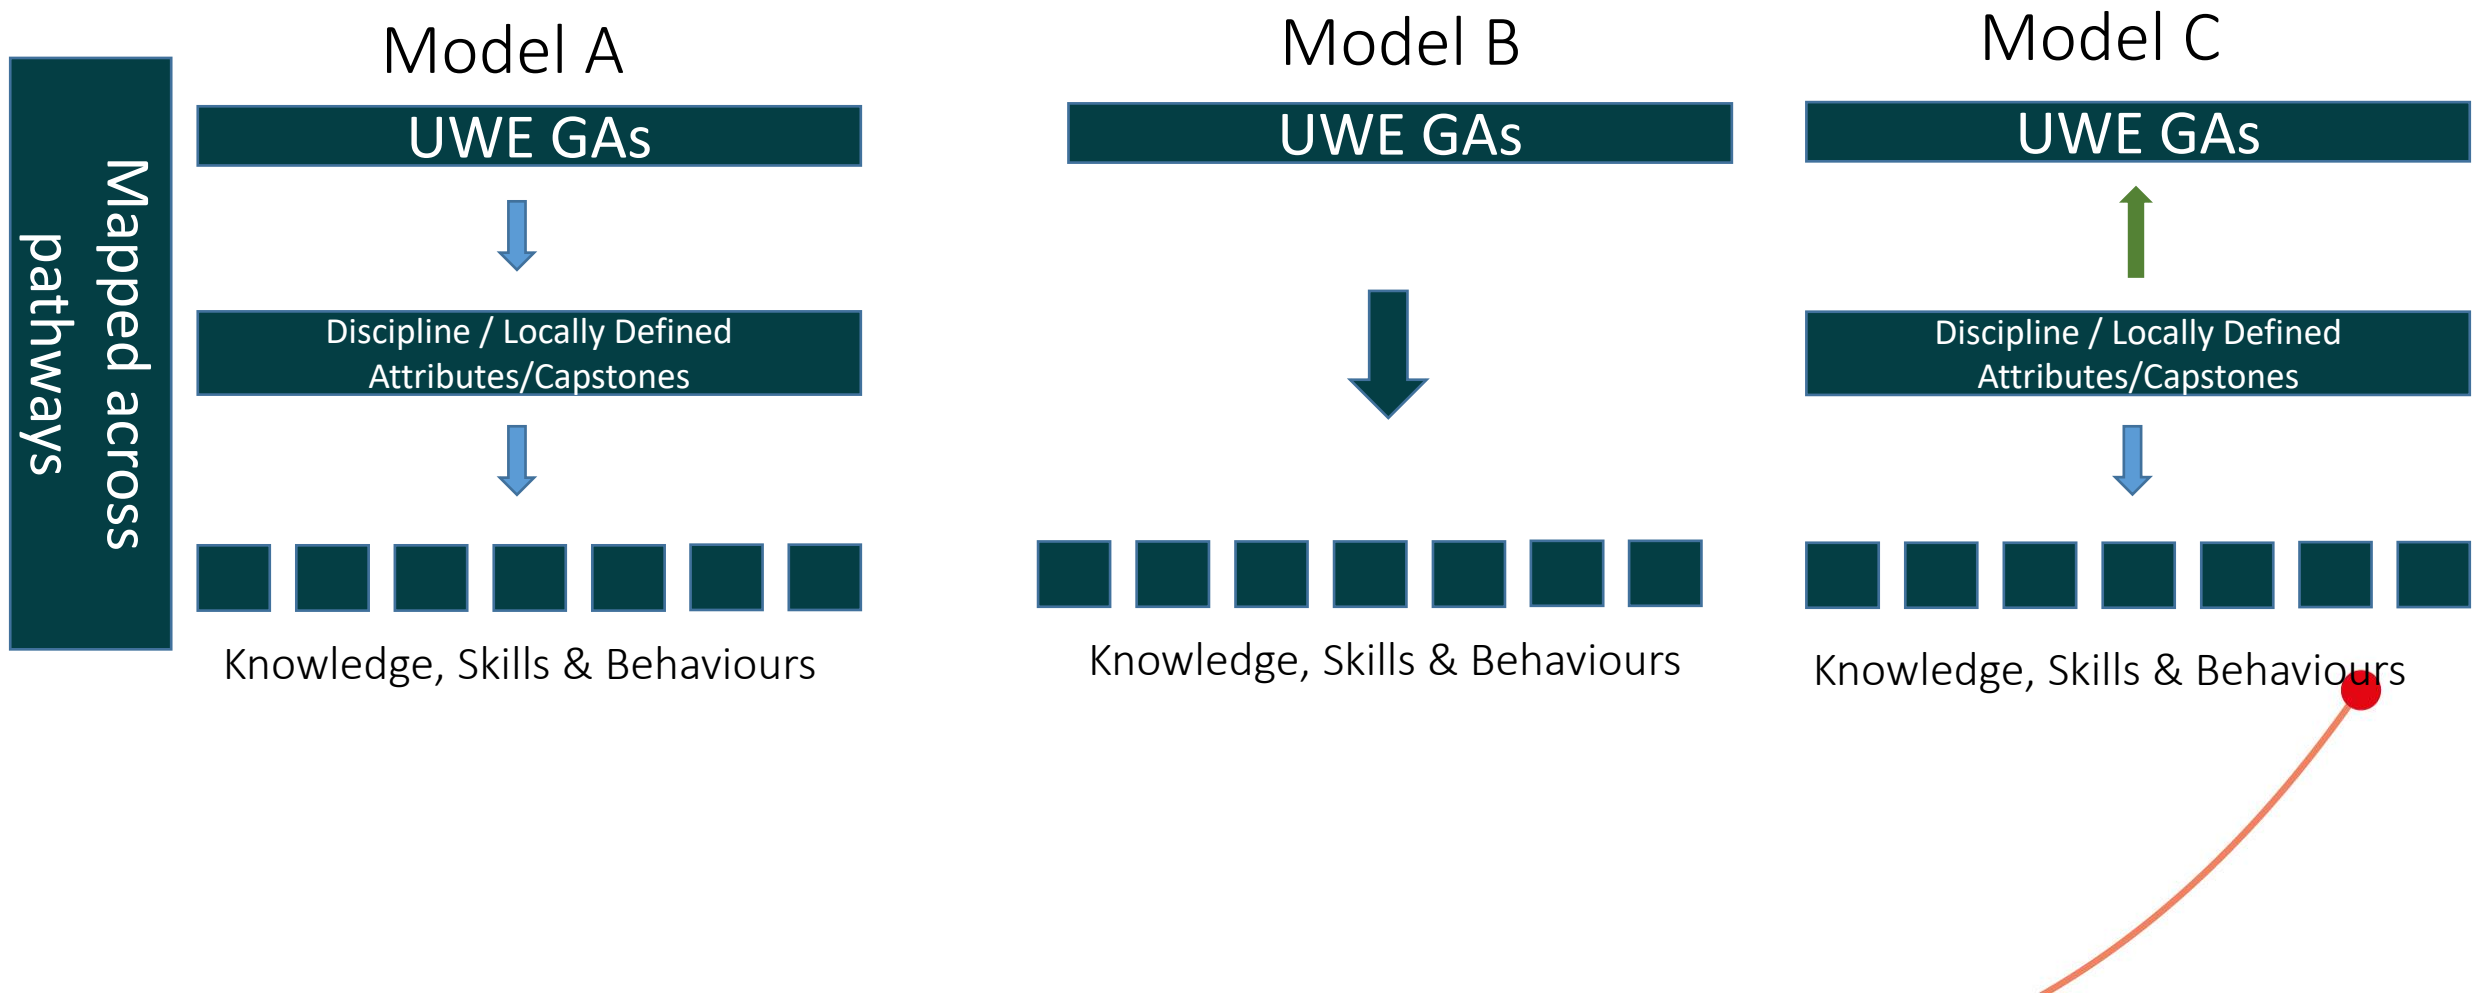 Mapped across
pathways
Model A
UWE GAs
Discipline / Locally Defined
Attributes/Capstones
Knowledge, Skills & Behaviours
Model B
UWE GAs
Knowledge, Skills & Behaviours
Model C
UWE GAs
Discipline / Locally Defined
Attributes/Capstones
Knowledge, Skills & Behaviours